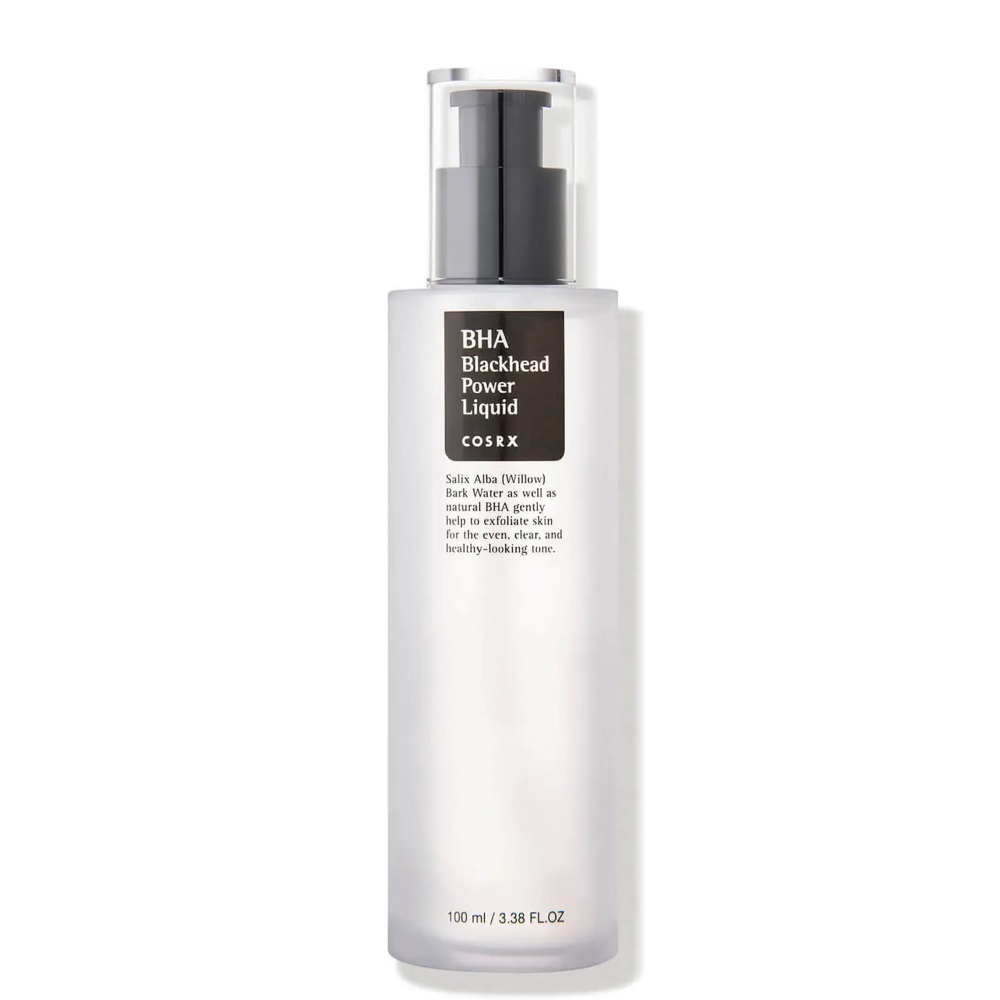 BHA
Blackhead
Power
Liquid
COSRX
Salix Alba (Willow)
Bark Water as well as
natural BHA gently
help to exfoliate skin
for the even, clear, and
healthy-looking tone.
100 ml / 3.38 FL.OZ